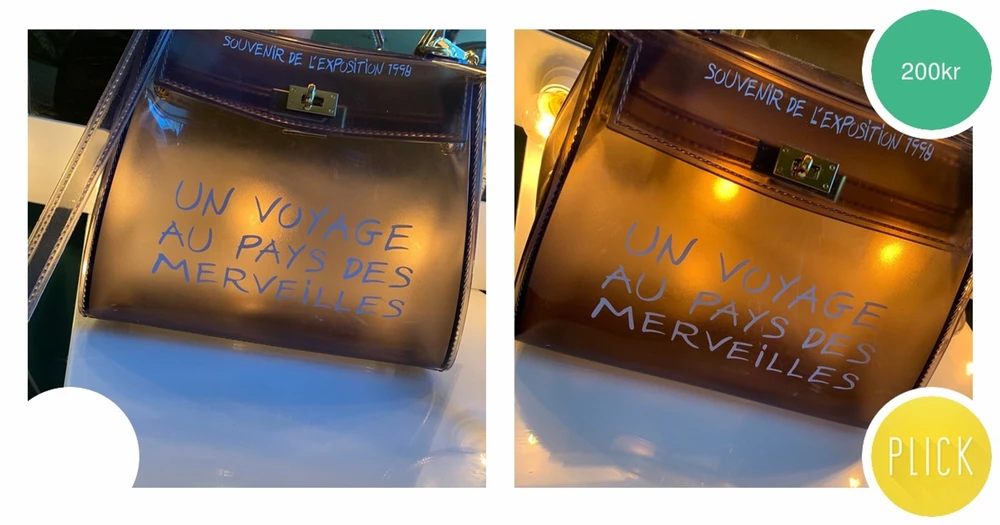 SOUVENIR DE L'EXPOSITION 1998
UN VOYAGE
AU PAYS DES
MERVEiLLES
SOUVENIR DE L'EXPOSITION 1998
UN VOYAGE
AU PAYS DES
MERVEiLLES
200kr
PLICK